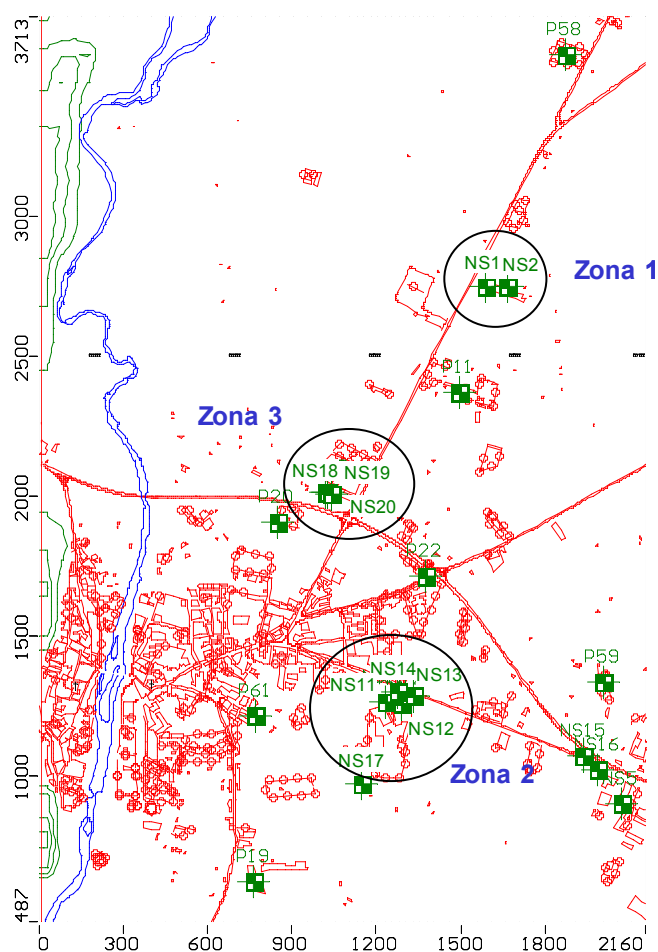 3713
P58
3000
NS1 NS2
Zona 1
2500
P11
Zona 3
NS18 NS19
NS20
2000
P22
1500
P59
NS14 NS13
NS11
P61
NS12
NS15
NS16
Zona 2
1000
NS17
P19
487
0 300 600 900 1200 1500 1800 2160